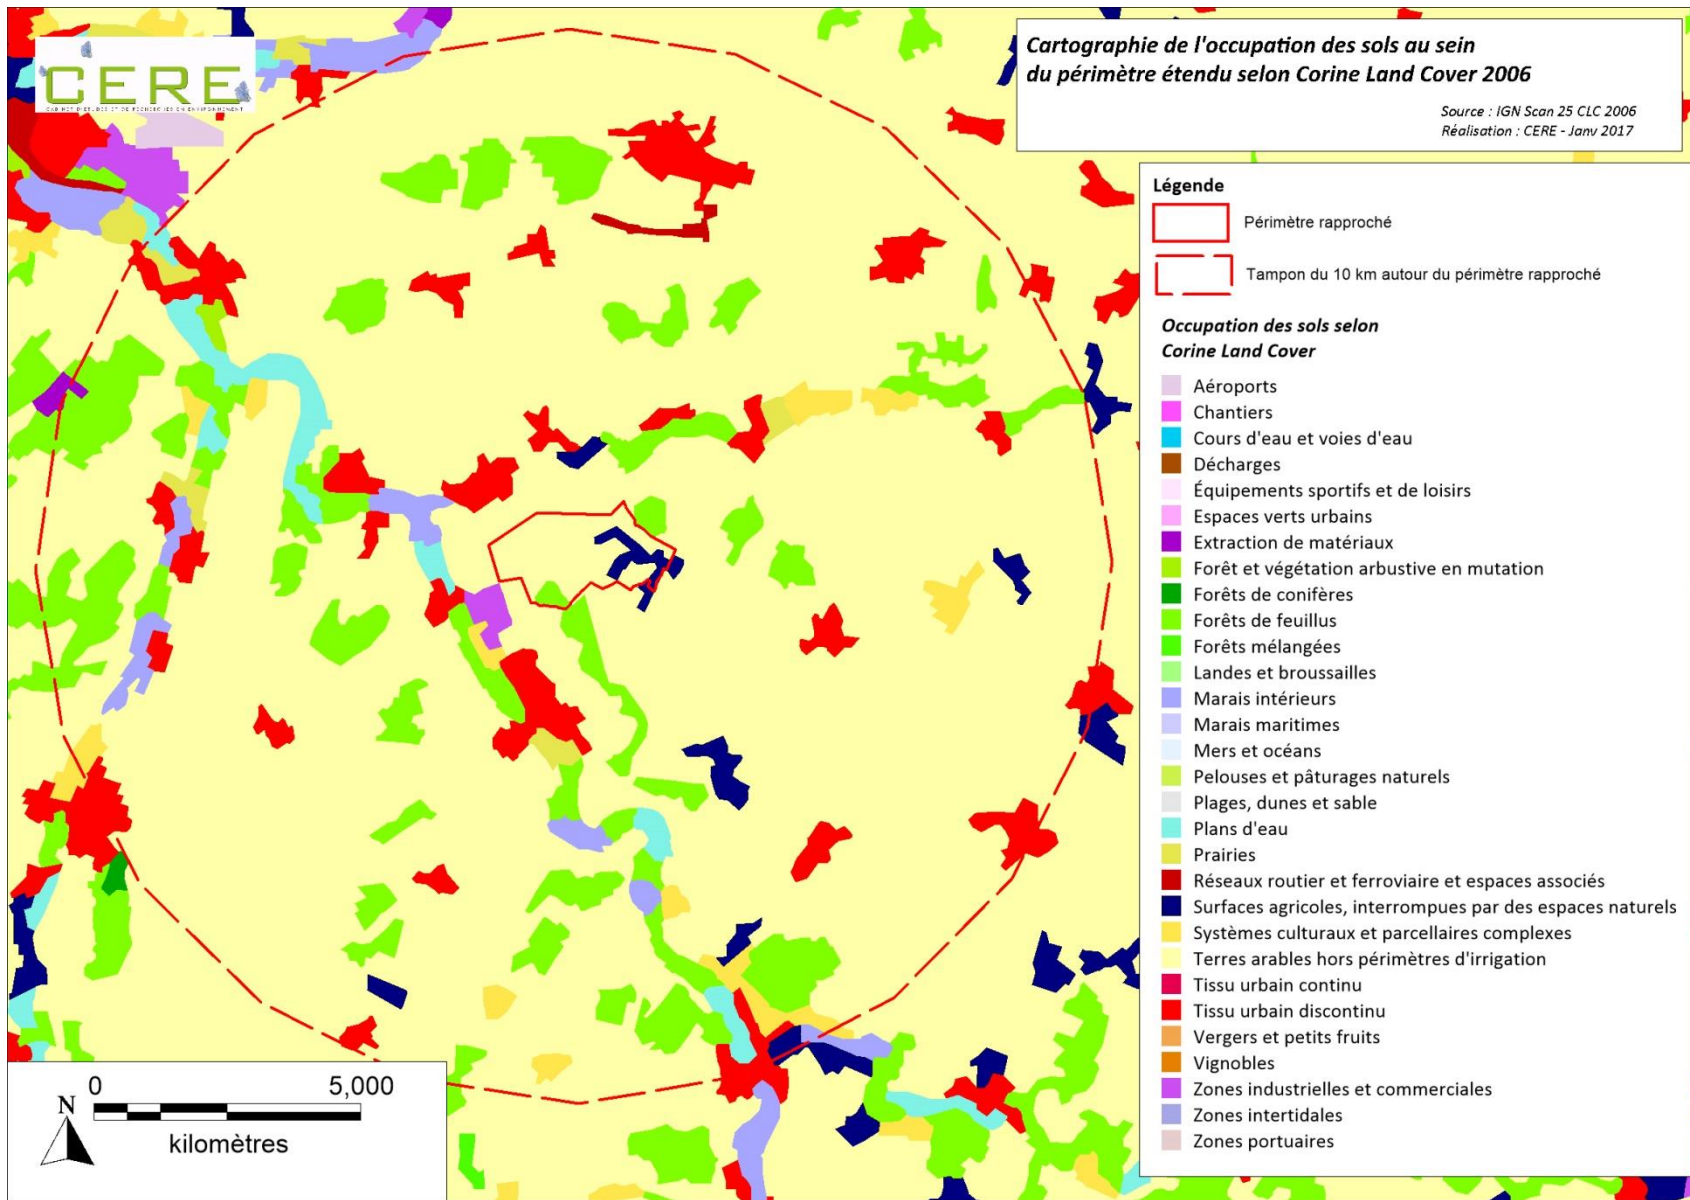 CERE
CABINET D'ETUDES ET DE RECHERCHES EN ENVIRONNEMENT
Cartographie de l'occupation des sols au sein
du périmètre étendu selon Corine Land Cover 2006
Source : IGN Scan 25 CLC 2006
Réalisation : CERE - Janv 2017
Légende
Périmètre rapproché
Tampon du 10 km autour du périmètre rapproché
Occupation des sols selon
Corine Land Cover
Aéroports
Chantiers
Cours d'eau et voies d'eau
Décharges
Équipements sportifs et de loisirs
Espaces verts urbains
Extraction de matériaux
Forêt et végétation arbustive en mutation
Forêts de conifères
Forêts de feuillus
Forêts mélangées
Landes et broussailles
Marais intérieurs
Marais maritimes
Mers et océans
Pelouses et pâturages naturels
Plages, dunes et sable
Plans d'eau
Prairies
Réseaux routier et ferroviaire et espaces associés
Surfaces agricoles, interrompues par des espaces naturels
Systèmes culturaux et parcellaires complexes
Terres arables hors périmètres d'irrigation
Tissu urbain continu
Tissu urbain discontinu
Vergers et petits fruits
Vignobles
Zones industrielles et commerciales
Zones intertidales
Zones portuaires
0 5,000
N
kilomètres